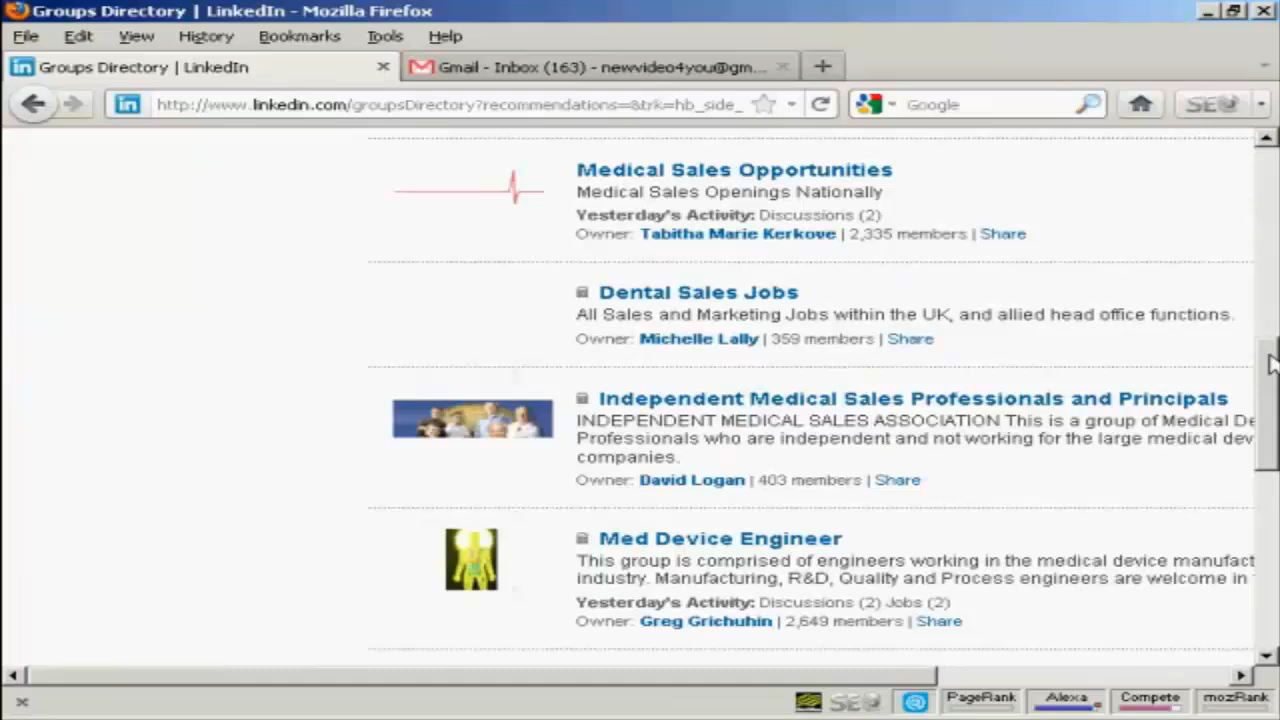 Groups Directory | LinkedIn - Mozilla Firefox
File Edit View History Bookmarks Tools Help
Groups Directory | LinkedIn
Gmail - Inbox (163) - newvideo4you@gm...
http://www.linkedin.com/groupsDirectory?recommendations=&trk=hb_side_
Google
SEO
Medical Sales Opportunities
Medical Sales Openings Nationally
Yesterday's Activity: Discussions (2)
Owner: Tabitha Marie Kerkove | 2,335 members | Share
Dental Sales Jobs
All Sales and Marketing Jobs within the UK, and allied head office functions.
Owner: Michelle Lally | 359 members | Share
Independent Medical Sales Professionals and Principals
INDEPENDENT MEDICAL SALES ASSOCIATION This is a group of Medical De
Professionals who are independent and not working for the large medical dev
companies.
Owner: David Logan | 403 members | Share
Med Device Engineer
This group is comprised of engineers working in the medical device manufact
industry. Manufacturing, R&D, Quality and Process engineers are welcome in
Yesterday's Activity: Discussions (2) Jobs (2)
Owner: Greg Grichuhin | 2,649 members | Share
SEO
PageRank
Alexa
Compete
mozRank